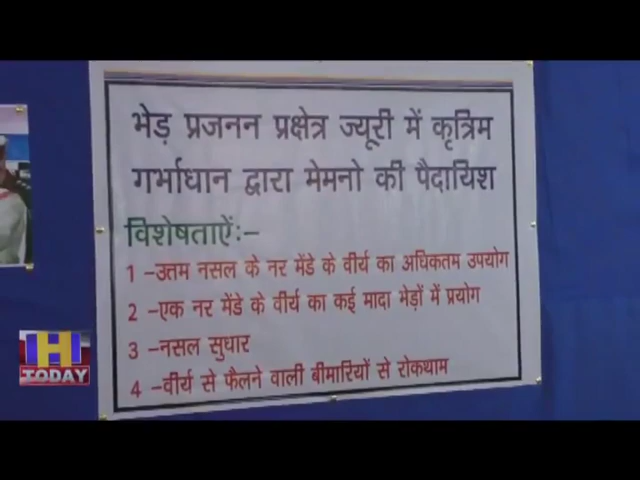 भेड़ प्रजनन प्रक्षेत्र ज्यूरी में कृत्रिम
गर्भाधान द्वारा मेमनो की पैदायिश
विशेषताऐंः–
1 –उत्तम नसल के नर मेंडे के वीर्य का अधिकतम उपयोग
2 –एक नर मेंडे के वीर्य का कई मादा भेड़ों में प्रयोग
3 –नसल सुधार
4 –वीर्य से फैलने वाली बीमारियों से रोकथाम
H
TODAY